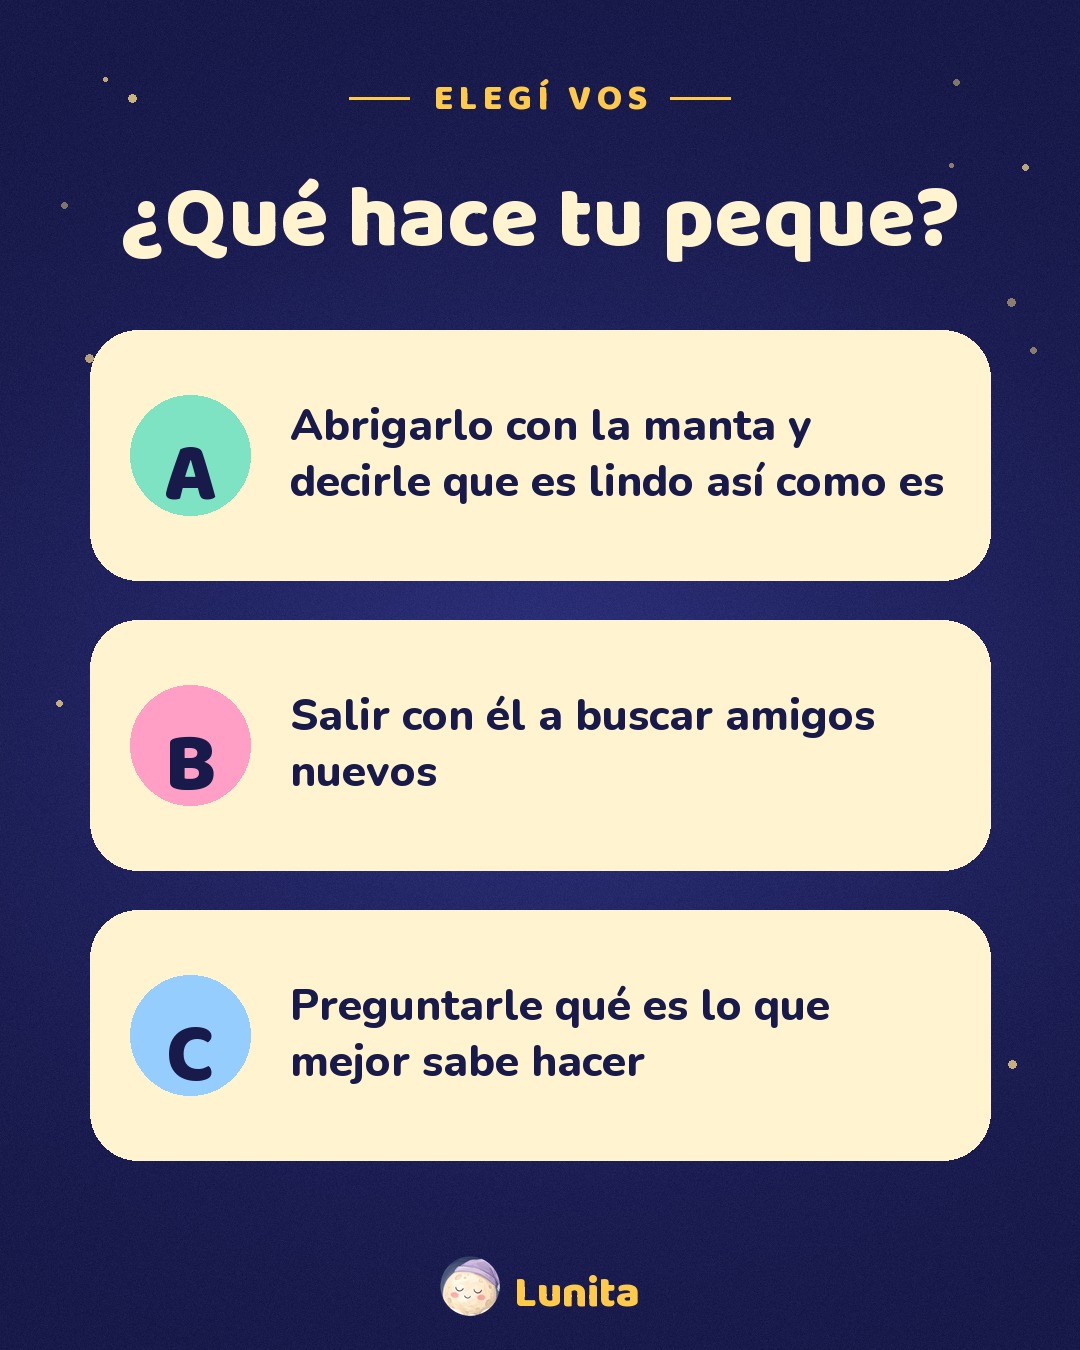 ELEGÍ VOS
¿Qué hace tu peque?
A
Abrigarlo con la manta y
decirle que es lindo así como es
B
Salir con él a buscar amigos
nuevos
C
Preguntarle qué es lo que
mejor sabe hacer
Lunita